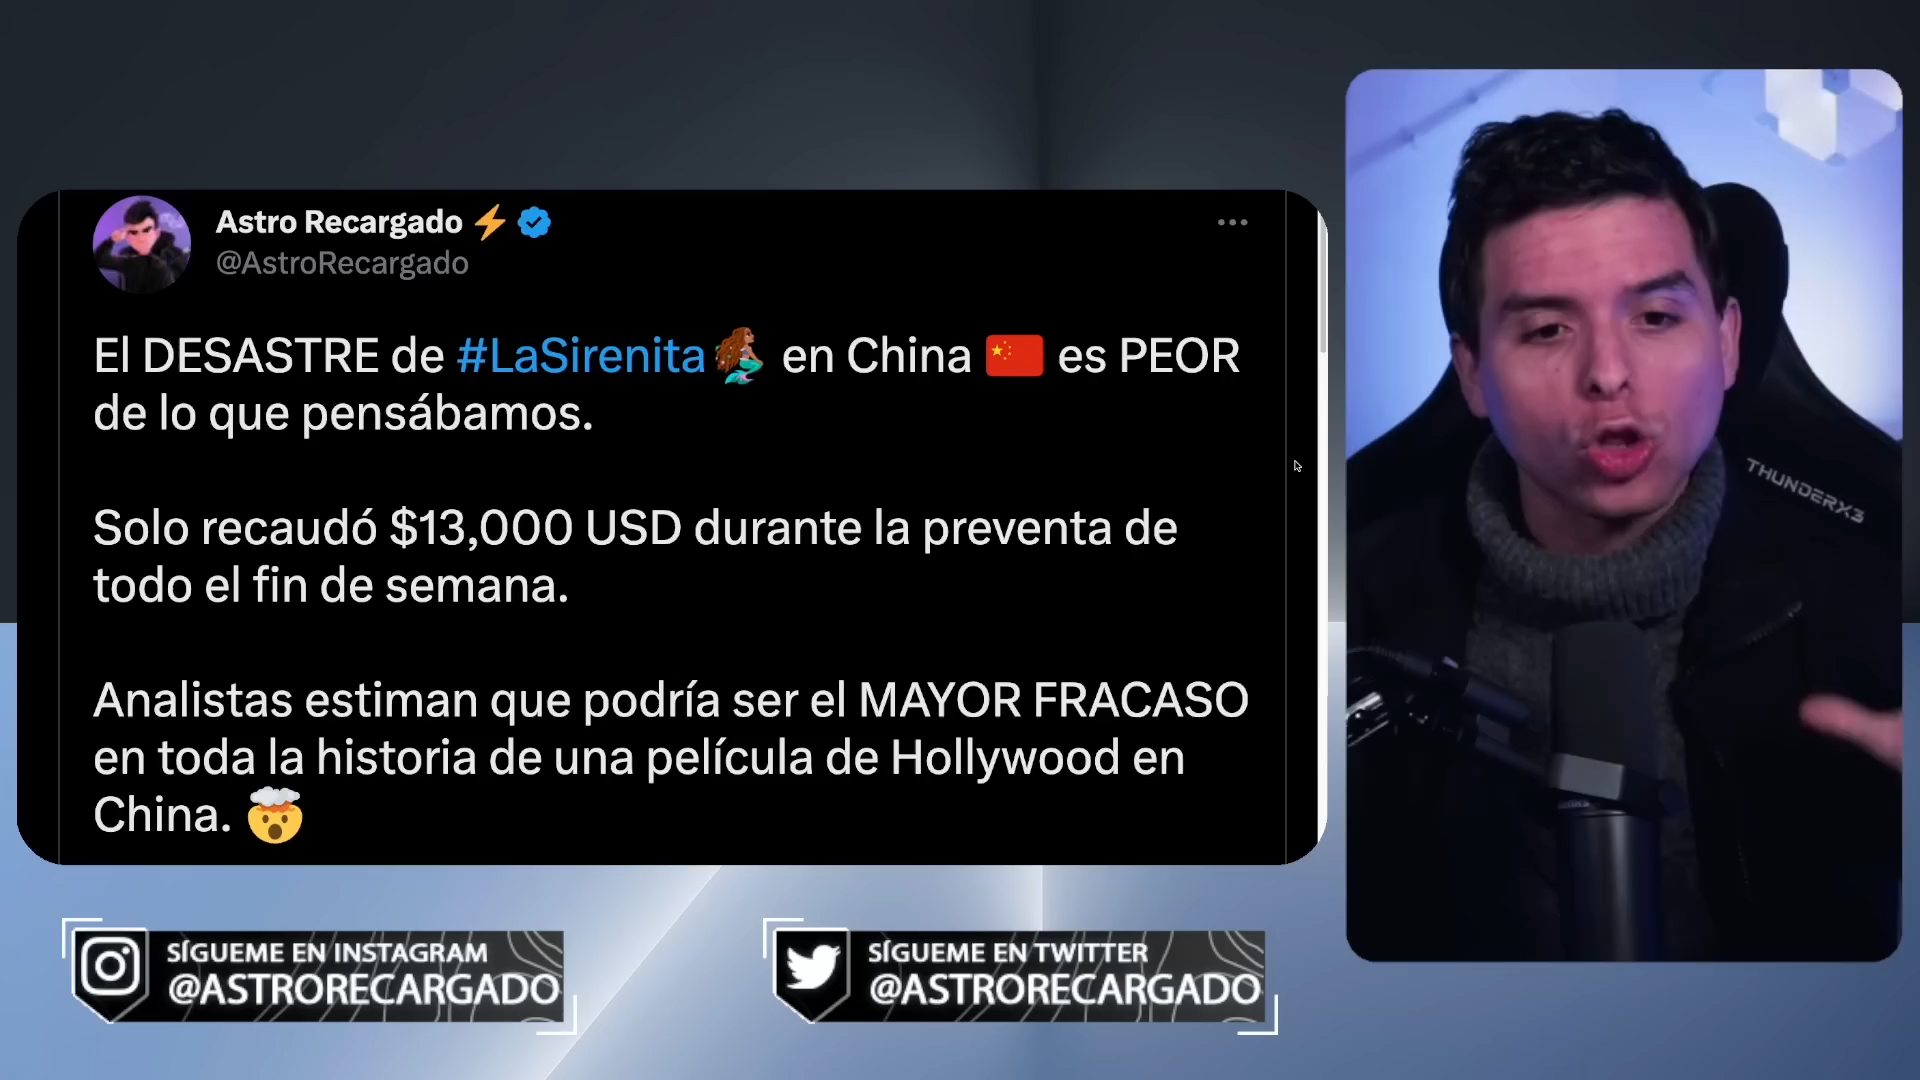 Astro Recargado
@AstroRecargado
El DESASTRE de #LaSirenita en China es PEOR
de lo que pensábamos.
Solo recaudó $13,000 USD durante la preventa de
todo el fin de semana.
Analistas estiman que podría ser el MAYOR FRACASO
en toda la historia de una película de Hollywood en
China.
THUNDERX3
SÍGUEME EN INSTAGRAM
@ASTRORECARGADO
SÍGUEME EN TWITTER
@ASTRORECARGADO